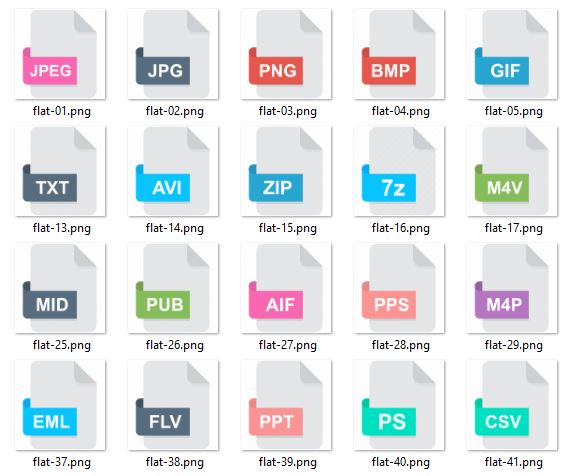 JPEG JPG PNG BMP GIF
flat-01.png flat-02.png flat-03.png flat-04.png flat-05.png
TXT AVI ZIP 7z M4V
flat-13.png flat-14.png flat-15.png flat-16.png flat-17.png
MID PUB AIF PPS M4P
flat-25.png flat-26.png flat-27.png flat-28.png flat-29.png
EML FLV PPT PS CSV
flat-37.png flat-38.png flat-39.png flat-40.png flat-41.png